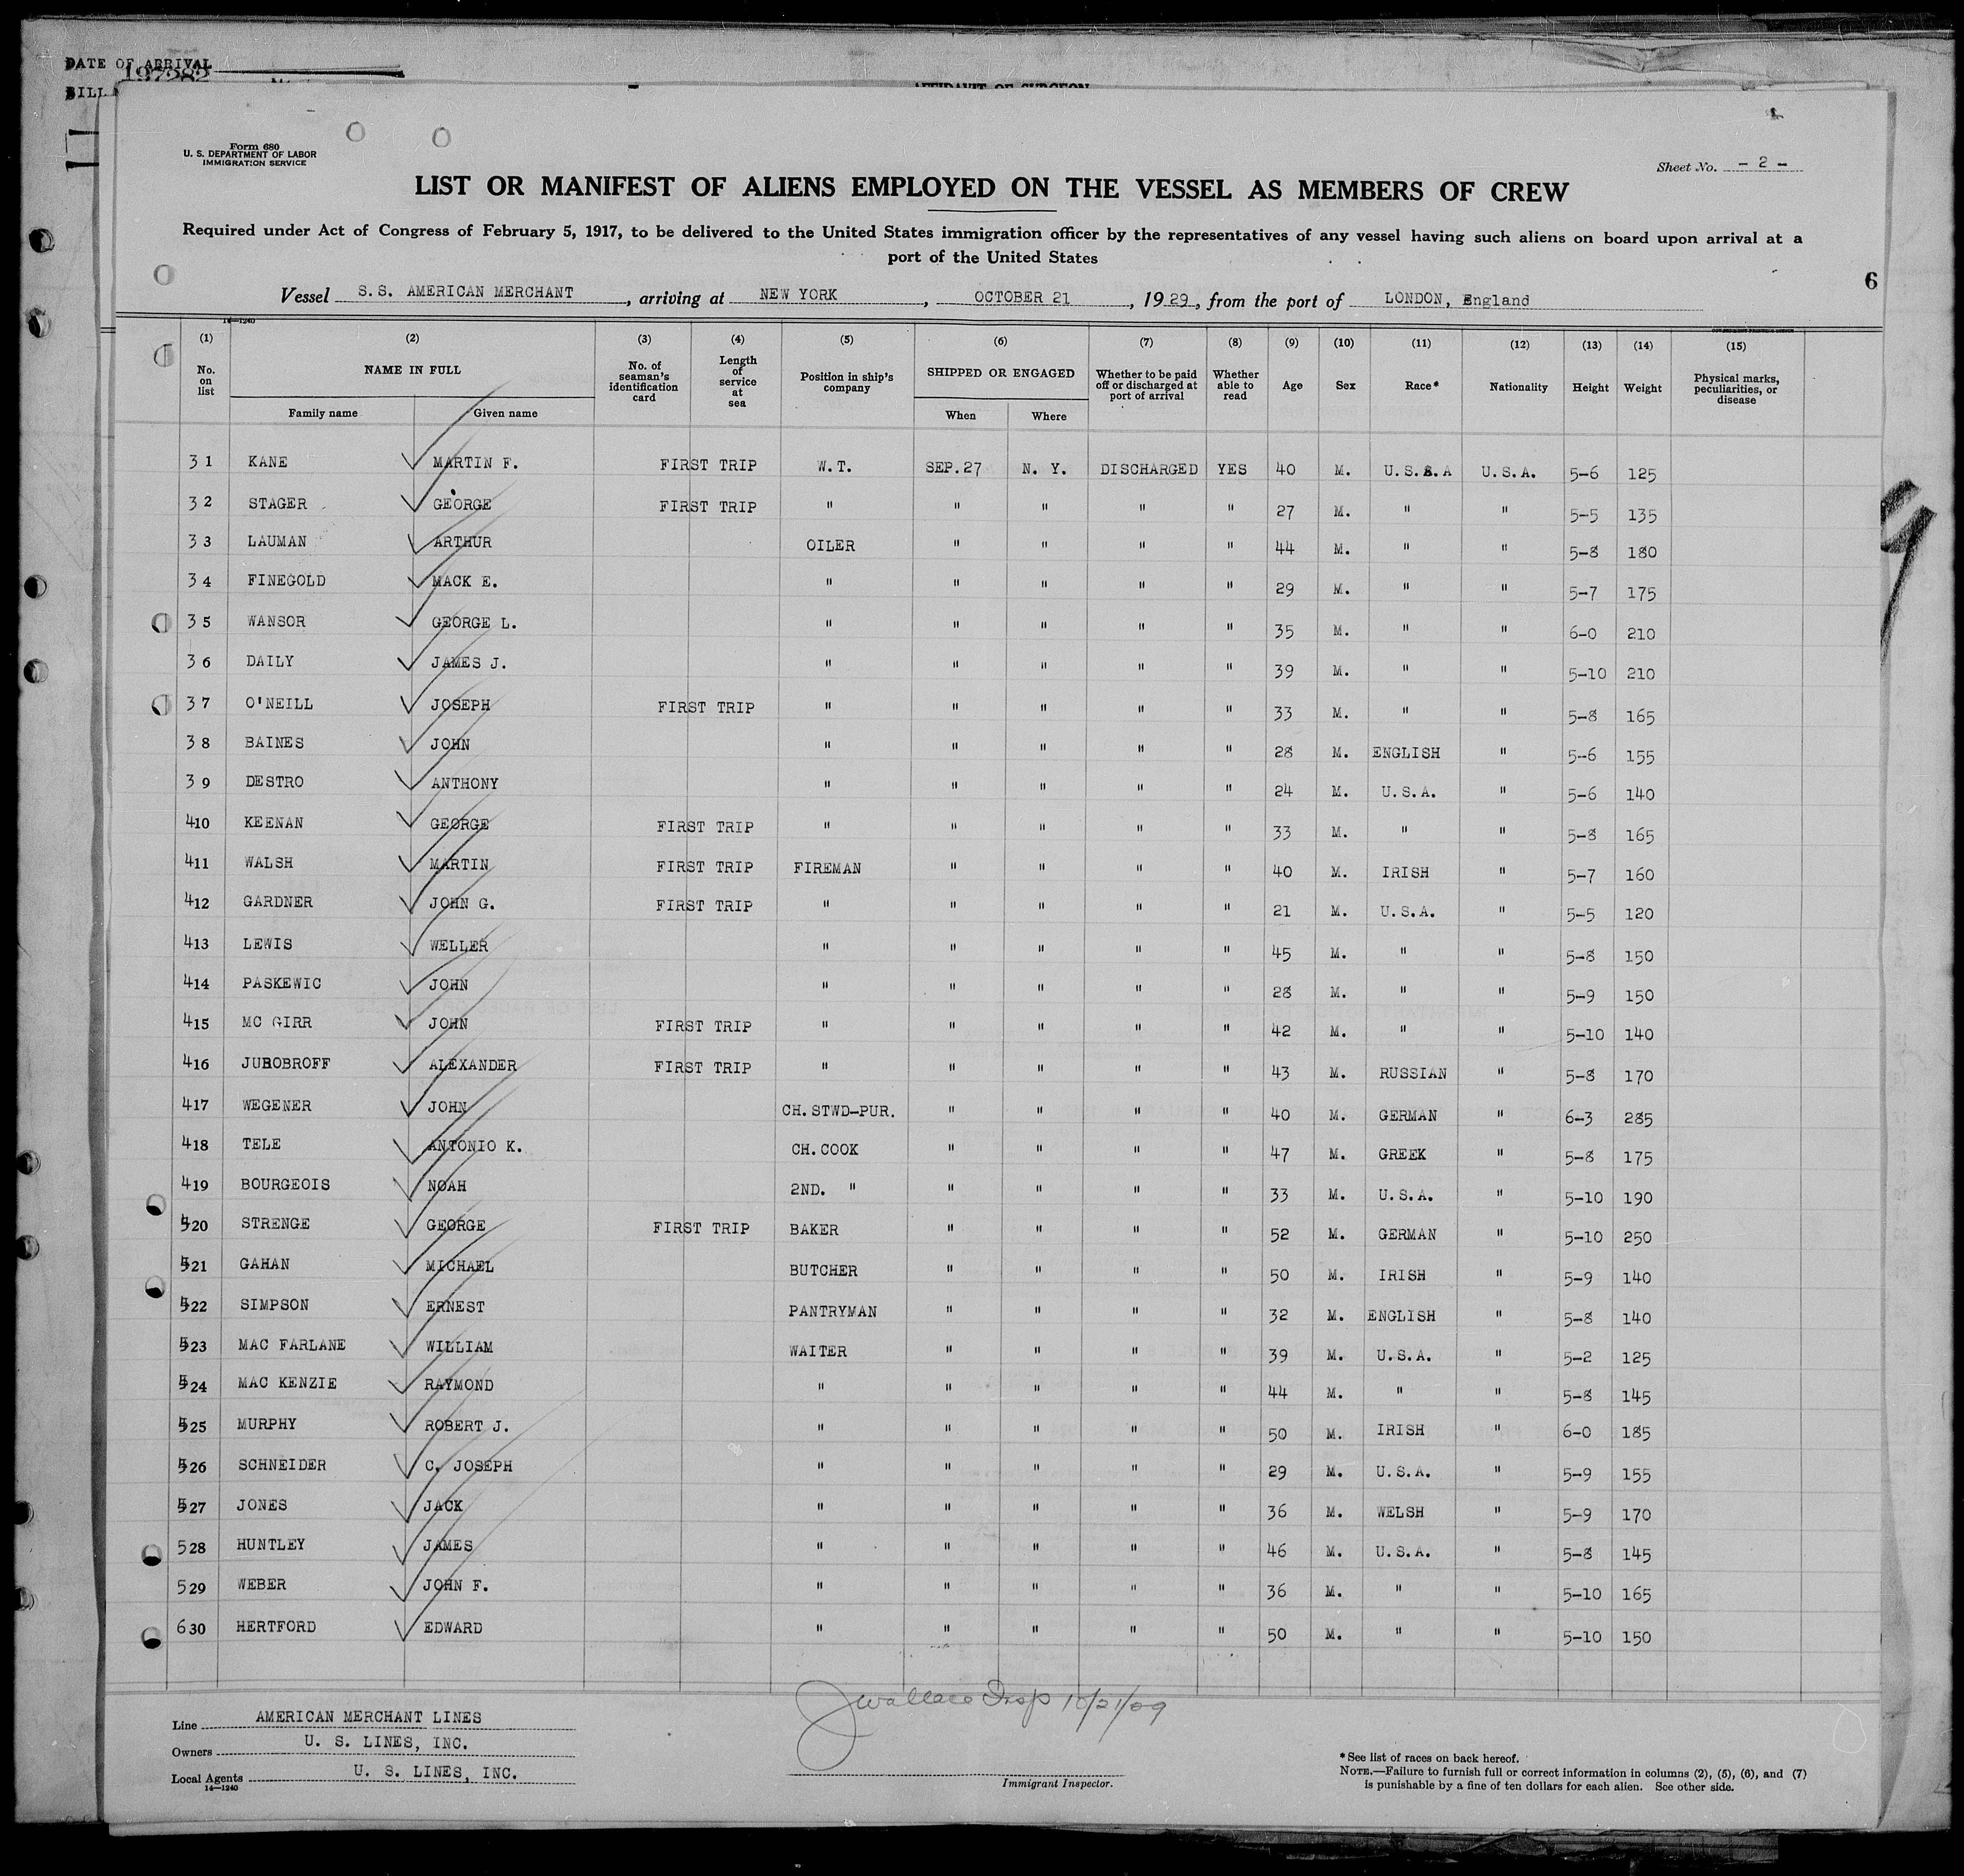 DATE OF ARRIVAL
197282
BILL
AFFIDAVIT OF SURGEON
Form 680
U. S. DEPARTMENT OF LABOR
IMMIGRATION SERVICE
Sheet No. - 2 -
LIST OR MANIFEST OF ALIENS EMPLOYED ON THE VESSEL AS MEMBERS OF CREW
Required under Act of Congress of February 5, 1917, to be delivered to the United States immigration officer by the representatives of any vessel having such aliens on board upon arrival at a
port of the United States
6
Vessel S.S. AMERICAN MERCHANT, arriving at NEW YORK, OCTOBER 21, 1929, from the port of LONDON, England
14—1240
(1) (2) (3) (4) (5) (6) (7) (8) (9) (10) (11) (12) (13) (14) (15)
No. on list NAME IN FULL Family name Given name No. of seaman's identification card Length of service at sea Position in ship's company SHIPPED OR ENGAGED When Where Whether to be paid off or discharged at port of arrival Whether able to read Age Sex Race* Nationality Height Weight Physical marks, peculiarities, or disease
31 KANE MARTIN F. FIRST TRIP W.T. SEP.27 N. Y. DISCHARGED YES 40 M. U.S.A U.S.A. 5-6 125
32 STAGER GEORGE FIRST TRIP " " " " " 27 M. " " 5-5 135
33 LAUMAN ARTHUR OILER " " " " 44 M. " " 5-8 180
34 FINEGOLD MACK E. " " " " " 29 M. " " 5-7 175
35 WANSOR GEORGE L. " " " " " 35 M. " " 6-0 210
36 DAILY JAMES J. " " " " " 39 M. " " 5-10 210
37 O'NEILL JOSEPH FIRST TRIP " " " " " 33 M. " " 5-8 165
38 BAINES JOHN " " " " " 28 M. ENGLISH " 5-6 155
39 DESTRO ANTHONY " " " " " 24 M. U.S.A. " 5-6 140
410 KEENAN GEORGE FIRST TRIP " " " " " 33 M. " " 5-8 165
411 WALSH MARTIN FIRST TRIP FIREMAN " " " " 40 M. IRISH " 5-7 160
412 GARDNER JOHN G. FIRST TRIP " " " " " 21 M. U.S.A. " 5-5 120
413 LEWIS WELLER " " " " " 45 M. " " 5-8 150
414 PASKEWIC JOHN " " " " " 28 M. " " 5-9 150
415 MC GIRR JOHN FIRST TRIP " " " " " 42 M. " " 5-10 140
416 JUROBROFF ALEXANDER FIRST TRIP " " " " " 43 M. RUSSIAN " 5-8 170
417 WEGENER JOHN CH.STWD-PUR. " " " " 40 M. GERMAN " 6-3 285
418 TELE ANTONIO K. CH.COOK " " " " 47 M. GREEK " 5-8 175
419 BOURGEOIS NOAH 2ND. " " " " " 33 M. U.S.A. " 5-10 190
520 STRENGE GEORGE FIRST TRIP BAKER " " " " 52 M. GERMAN " 5-10 250
521 GAHAN MICHAEL BUTCHER " " " " 50 M. IRISH " 5-9 140
522 SIMPSON ERNEST PANTRYMAN " " " " 32 M. ENGLISH " 5-8 140
523 MAC FARLANE WILLIAM WAITER " " " " 39 M. U.S.A. " 5-2 125
524 MAC KENZIE RAYMOND " " " " " 44 M. " " 5-8 145
525 MURPHY ROBERT J. " " " " " 50 M. IRISH " 6-0 185
526 SCHNEIDER C. JOSEPH " " " " " 29 M. U.S.A. " 5-9 155
527 JONES JACK " " " " " 36 M. WELSH " 5-9 170
528 HUNTLEY JAMES " " " " " 46 M. U.S.A. " 5-8 145
529 WEBER JOHN F. " " " " " 36 M. " " 5-10 165
630 HERTFORD EDWARD " " " " " 50 M. " " 5-10 150
J Wallace Insp 10/21/29
Line AMERICAN MERCHANT LINES
Owners U. S. LINES, INC.
Local Agents U. S. LINES, INC.
14—1240
Immigrant Inspector.
*See list of races on back hereof.
NOTE.—Failure to furnish full or correct information in columns (2), (5), (6), and (7)
is punishable by a fine of ten dollars for each alien. See other side.